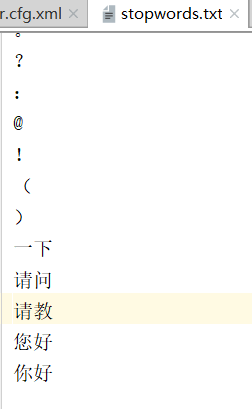 r.cfg.xml × stopwords.txt
。
？
：
@
！
（
）
一下
请问
请教
您好
你好